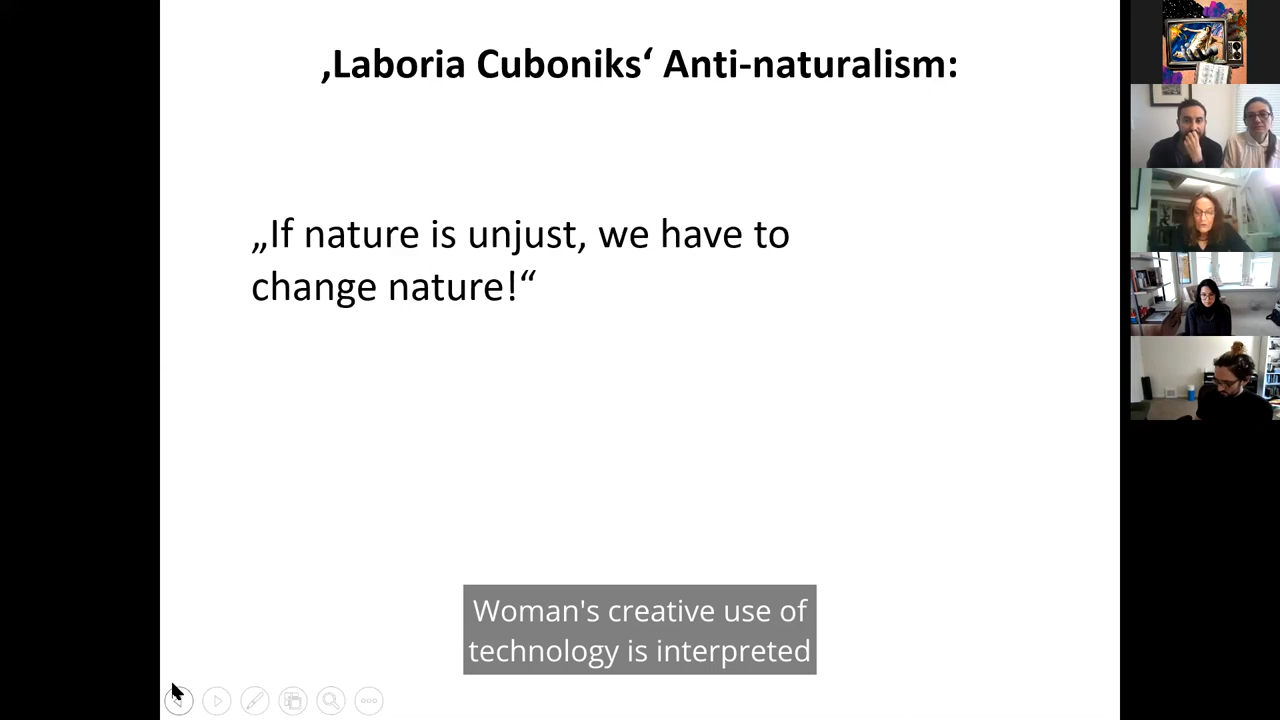 ‚Laboria Cuboniks‘ Anti-naturalism:
„If nature is unjust, we have to
change nature!“
Woman's creative use of
technology is interpreted